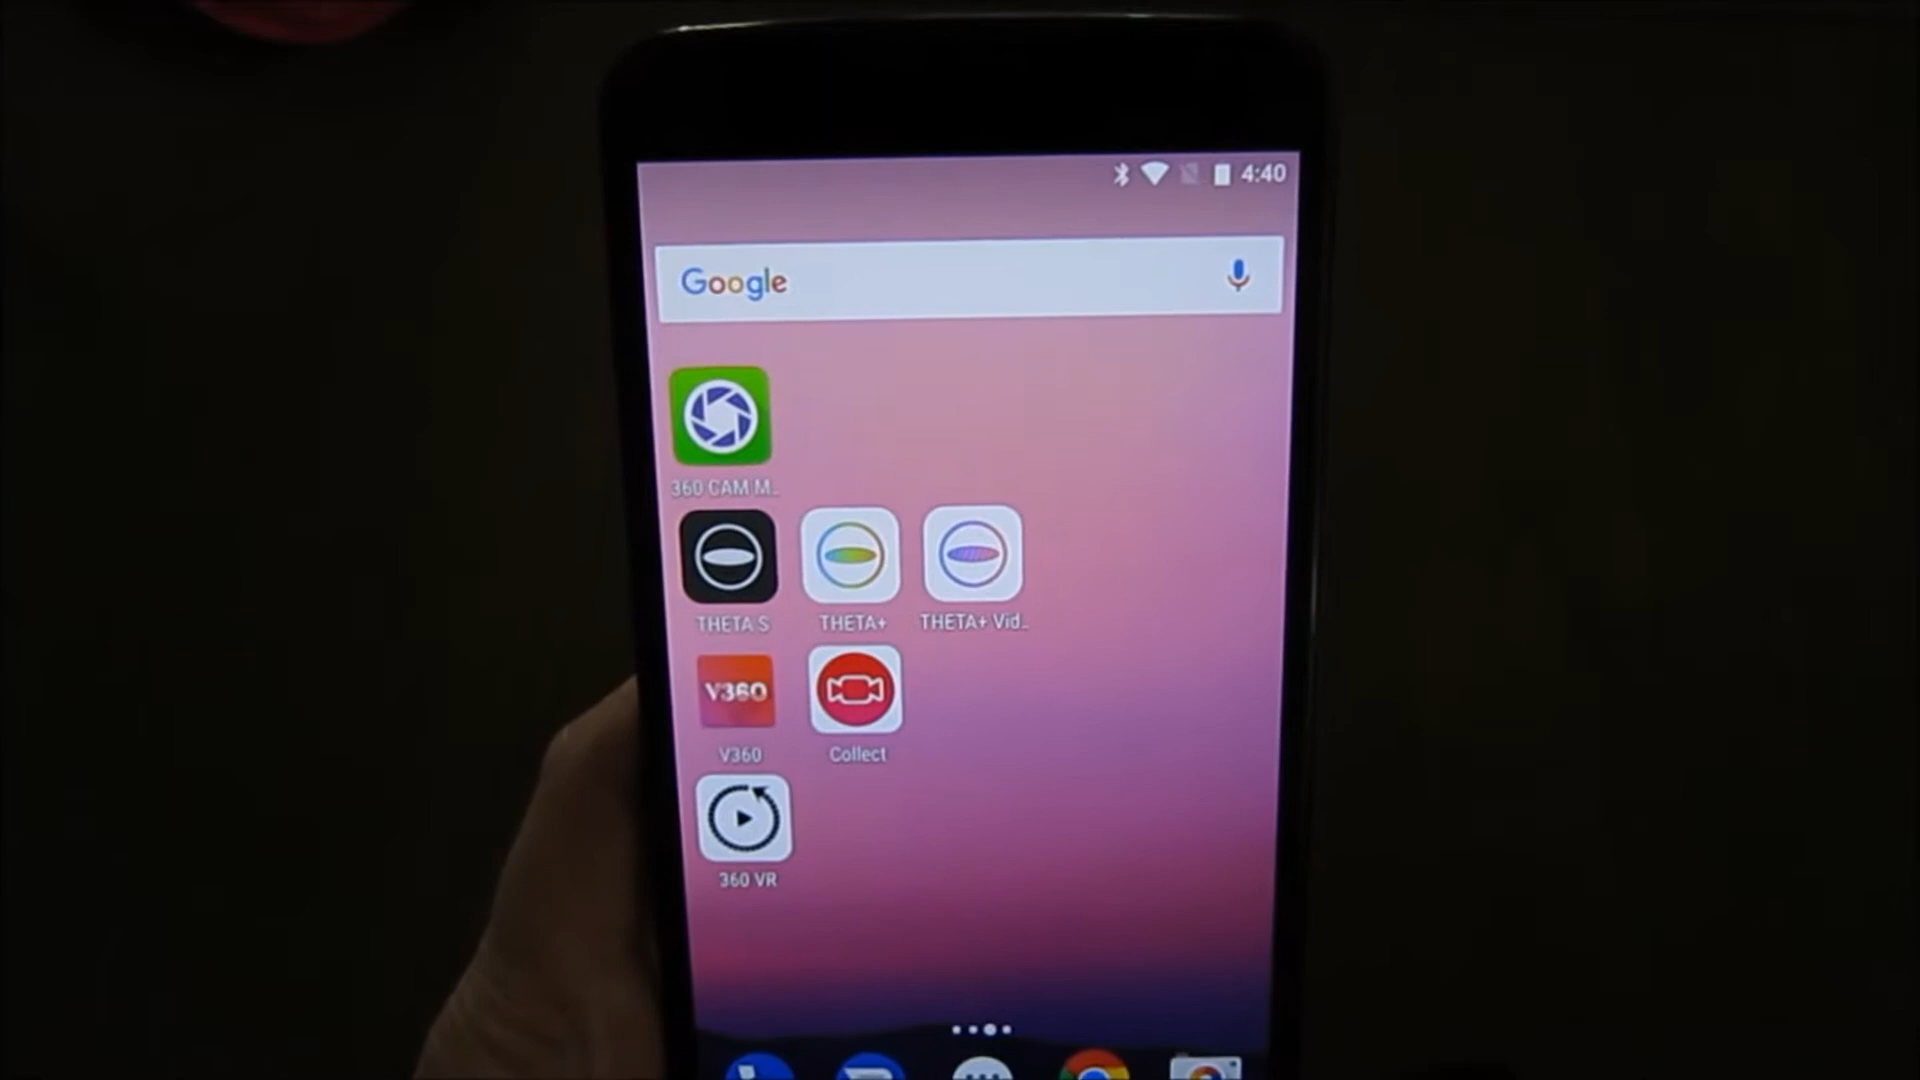 4:40
Google
360 CAM M..
THETA S
THETA+
THETA+ Vid..
V360
V360
Collect
360 VR